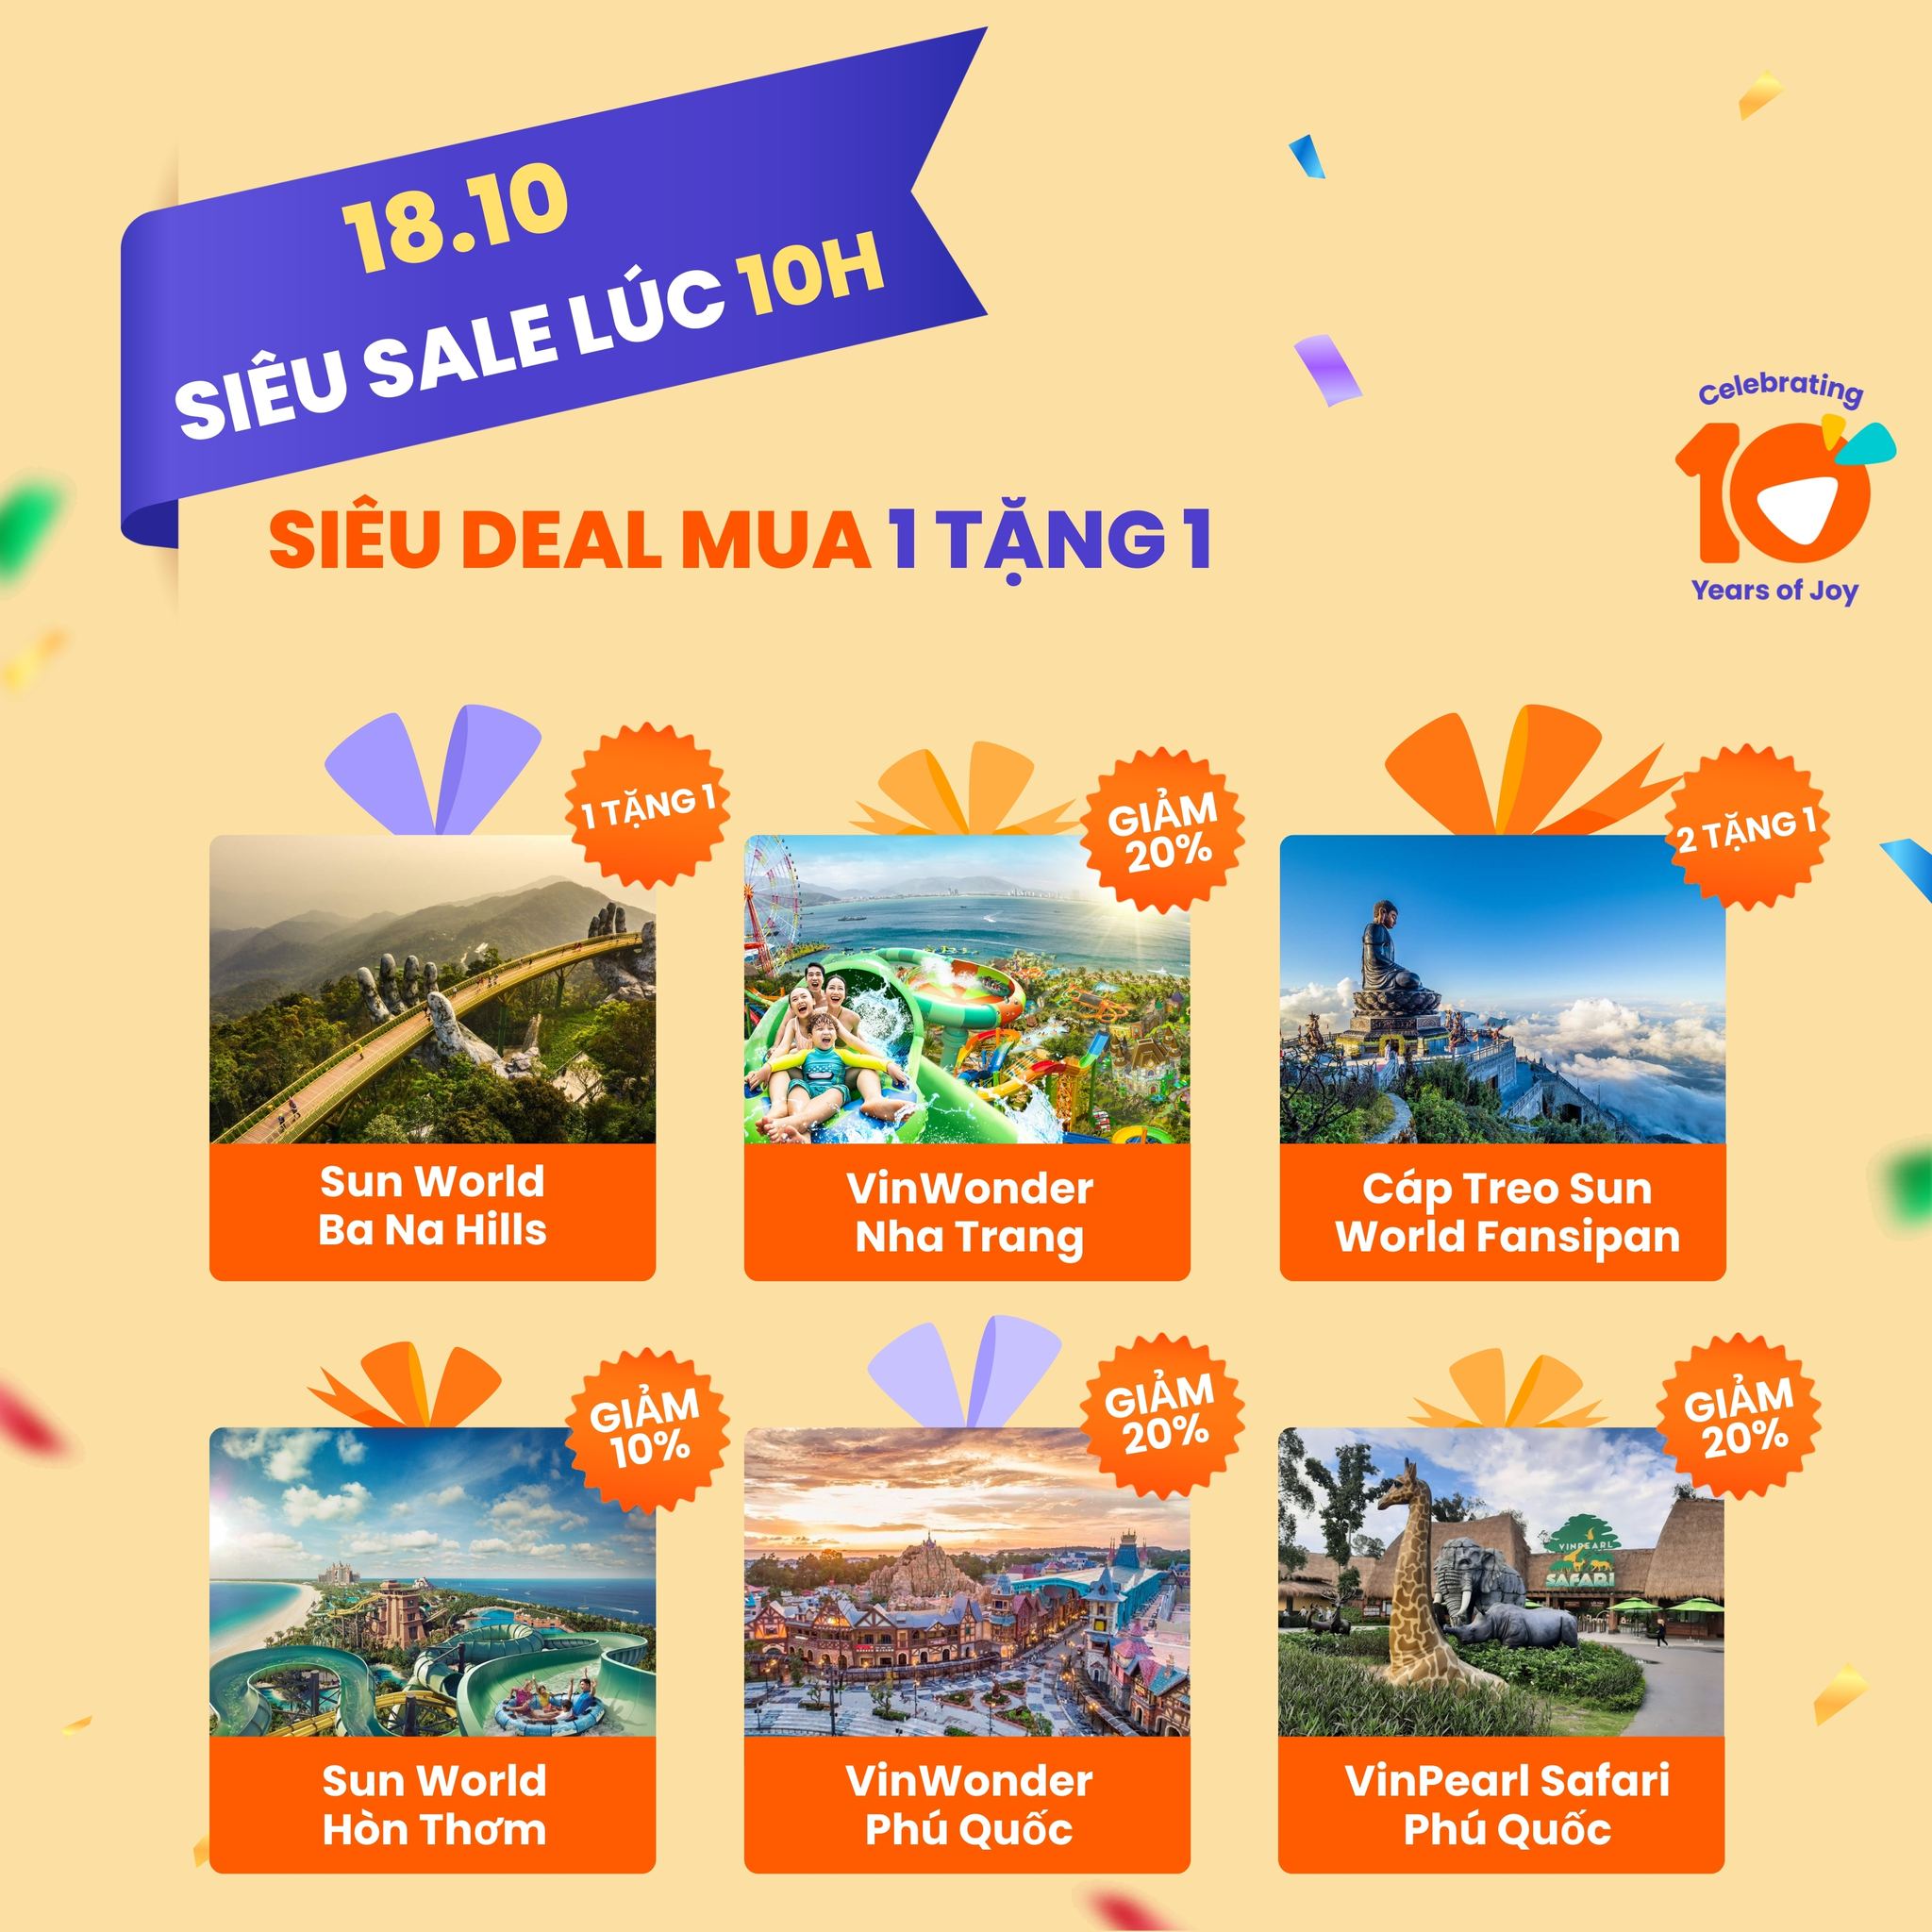 18.10
SIÊU SALE LÚC 10H
SIÊU DEAL MUA 1 TẶNG 1
Celebrating
10
Years of Joy
1 TẶNG 1
Sun World
Ba Na Hills
GIẢM
20%
VinWonder
Nha Trang
2 TẶNG 1
Cáp Treo Sun
World Fansipan
GIẢM
10%
Sun World
Hòn Thơm
GIẢM
20%
VinWonder
Phú Quốc
GIẢM
20%
VINPEARL
SAFARI
VinPearl Safari
Phú Quốc